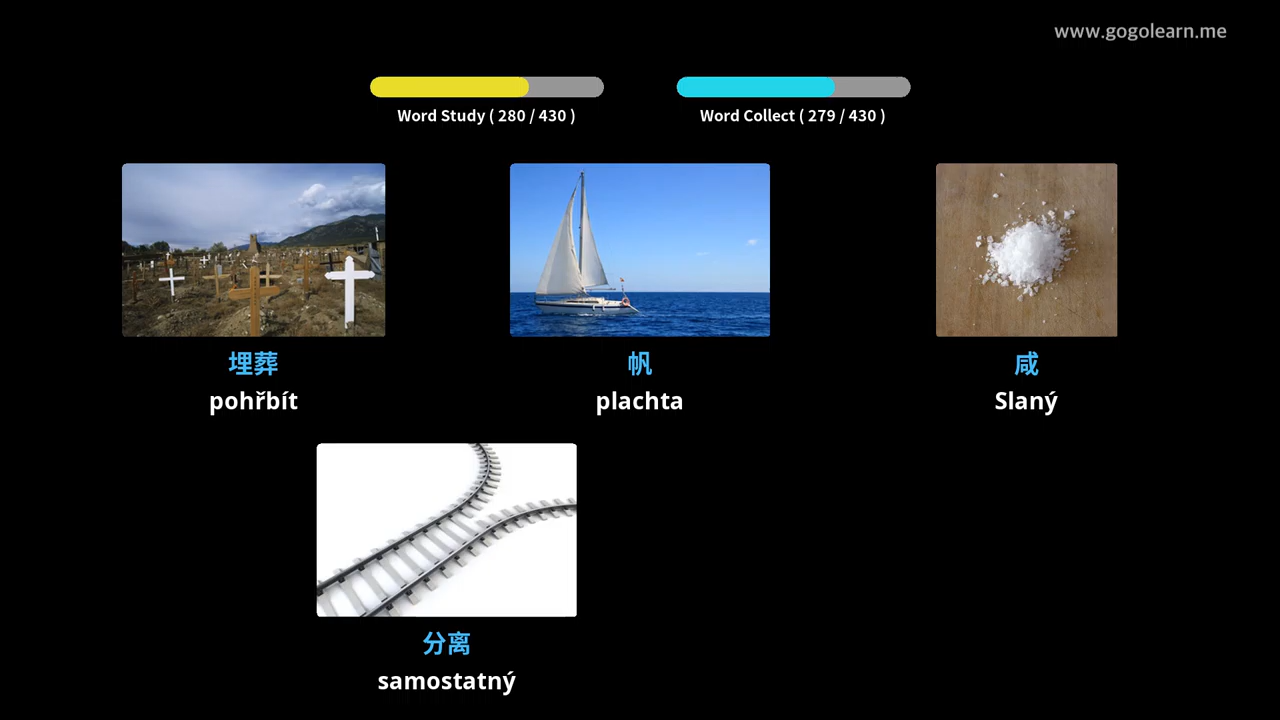 www.gogolearn.me
Word Study ( 280 / 430 )
Word Collect ( 279 / 430 )
埋葬
pohřbít
帆
plachta
咸
Slaný
分离
samostatný